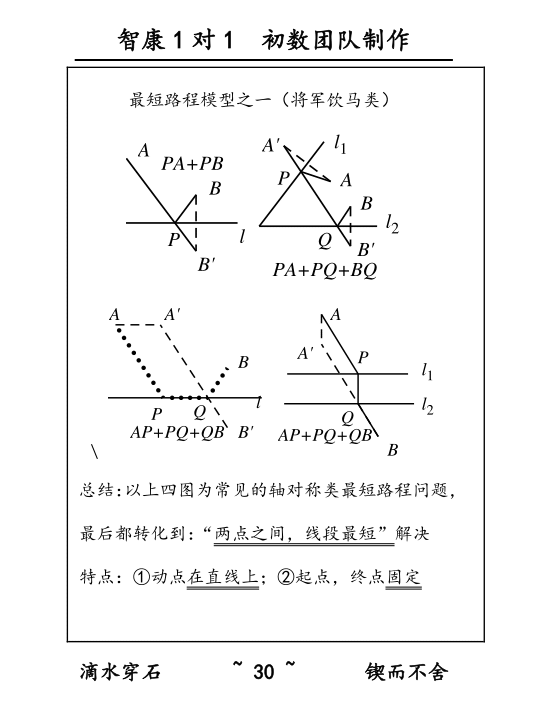 智康1对1 初数团队制作
最短路程模型之一（将军饮马类）
A
PA+PB
B
P
l
B′
A′
l1
P
A
B
Q
l2
B′
PA+PQ+BQ
A
A′
B
P
Q
l
AP+PQ+QB
B′
\
A
A′
P
l1
l2
Q
AP+PQ+QB
B
总结:以上四图为常见的轴对称类最短路程问题，
最后都转化到：“两点之间，线段最短”解决
特点：①动点在直线上；②起点，终点固定
滴水穿石 ~ 30 ~ 锲而不舍